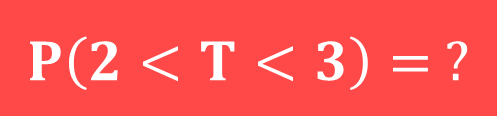 P(2 < T < 3) = ?